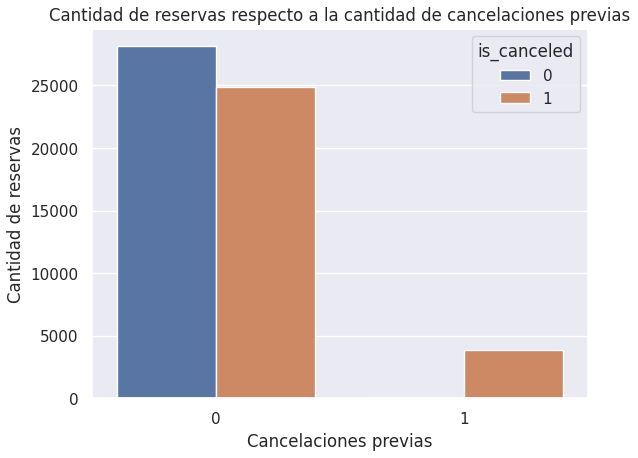 Cantidad de reservas respecto a la cantidad de cancelaciones previas
is_canceled
0
1
25000
20000
15000
10000
5000
0
Cantidad de reservas
0 1
Cancelaciones previas